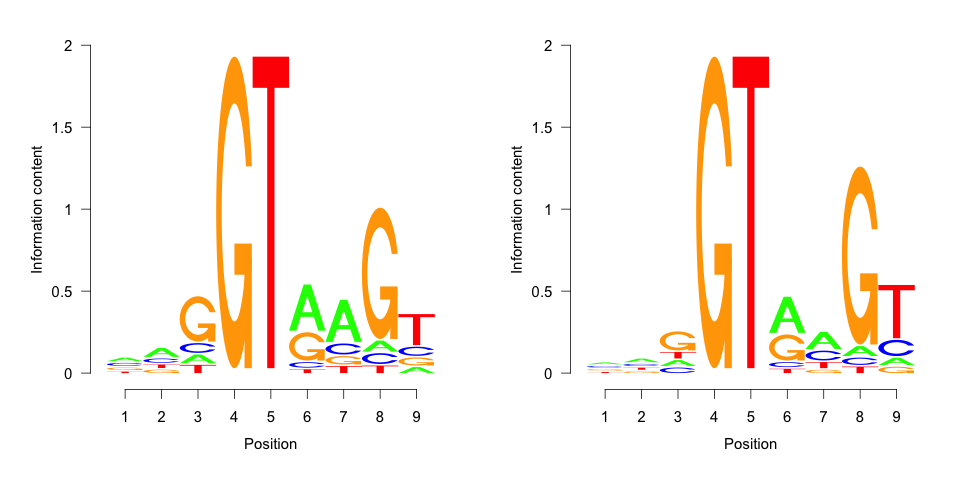 Information content
2
1.5
1
0.5
0
A C G T
A C T G
G C A T
G
T
A G C T
A C G T
G A C T
T C G A
1 2 3 4 5 6 7 8 9
Position
Information content
2
1.5
1
0.5
0
A C T G
G T A C
G
T
A G C T
A C T G
G A C T
T C A G
1 2 3 4 5 6 7 8 9
Position